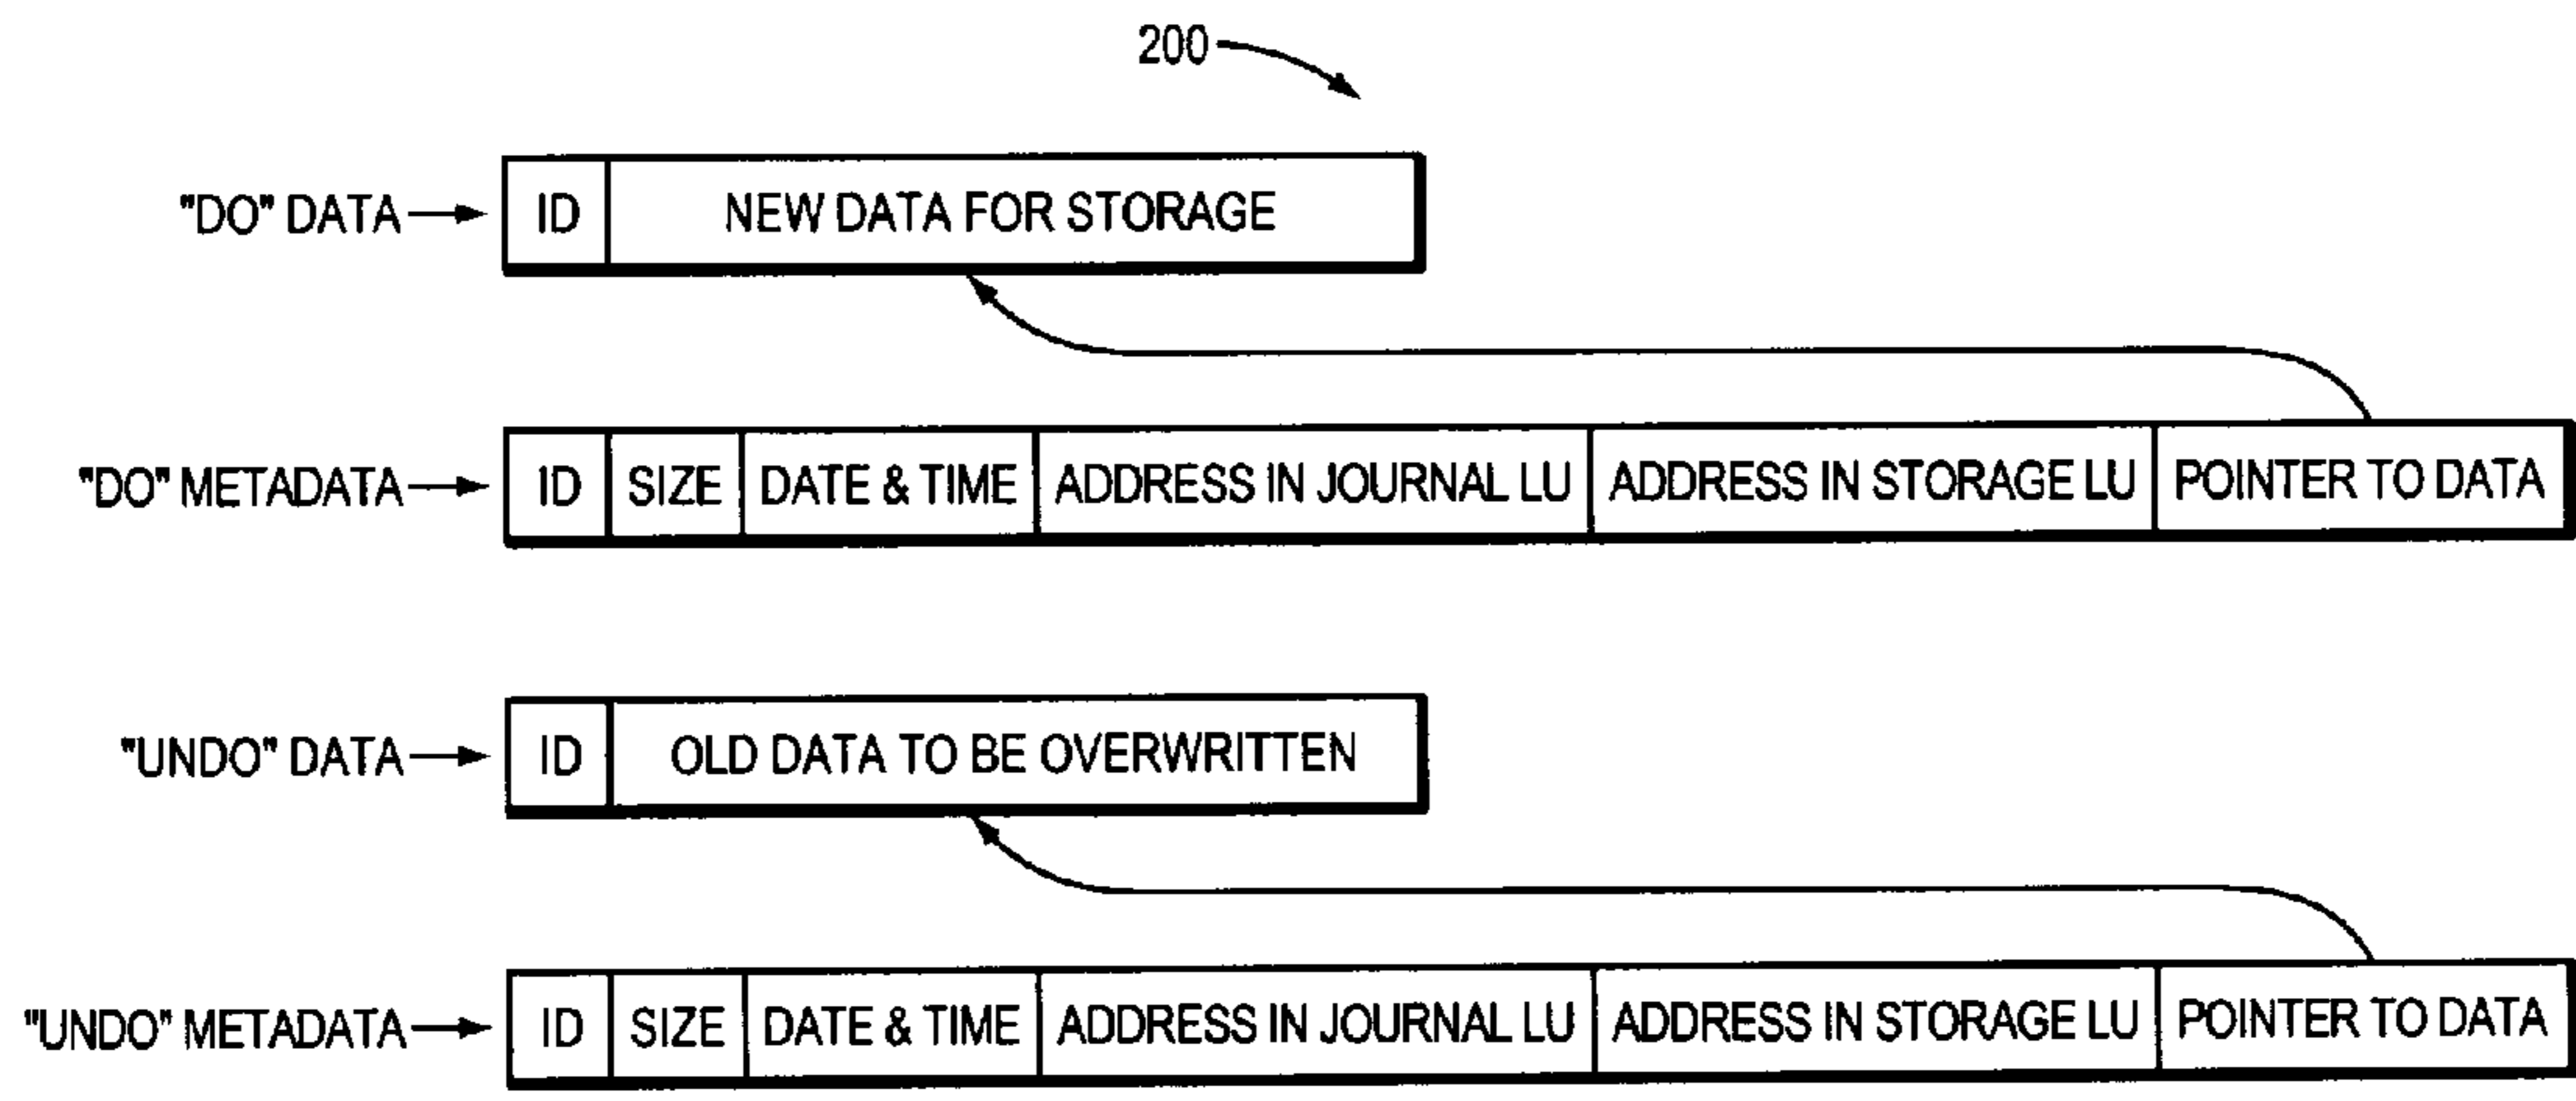 200
"DO" DATA ID NEW DATA FOR STORAGE
"DO" METADATA ID SIZE DATE & TIME ADDRESS IN JOURNAL LU ADDRESS IN STORAGE LU POINTER TO DATA
"UNDO" DATA ID OLD DATA TO BE OVERWRITTEN
"UNDO" METADATA ID SIZE DATE & TIME ADDRESS IN JOURNAL LU ADDRESS IN STORAGE LU POINTER TO DATA